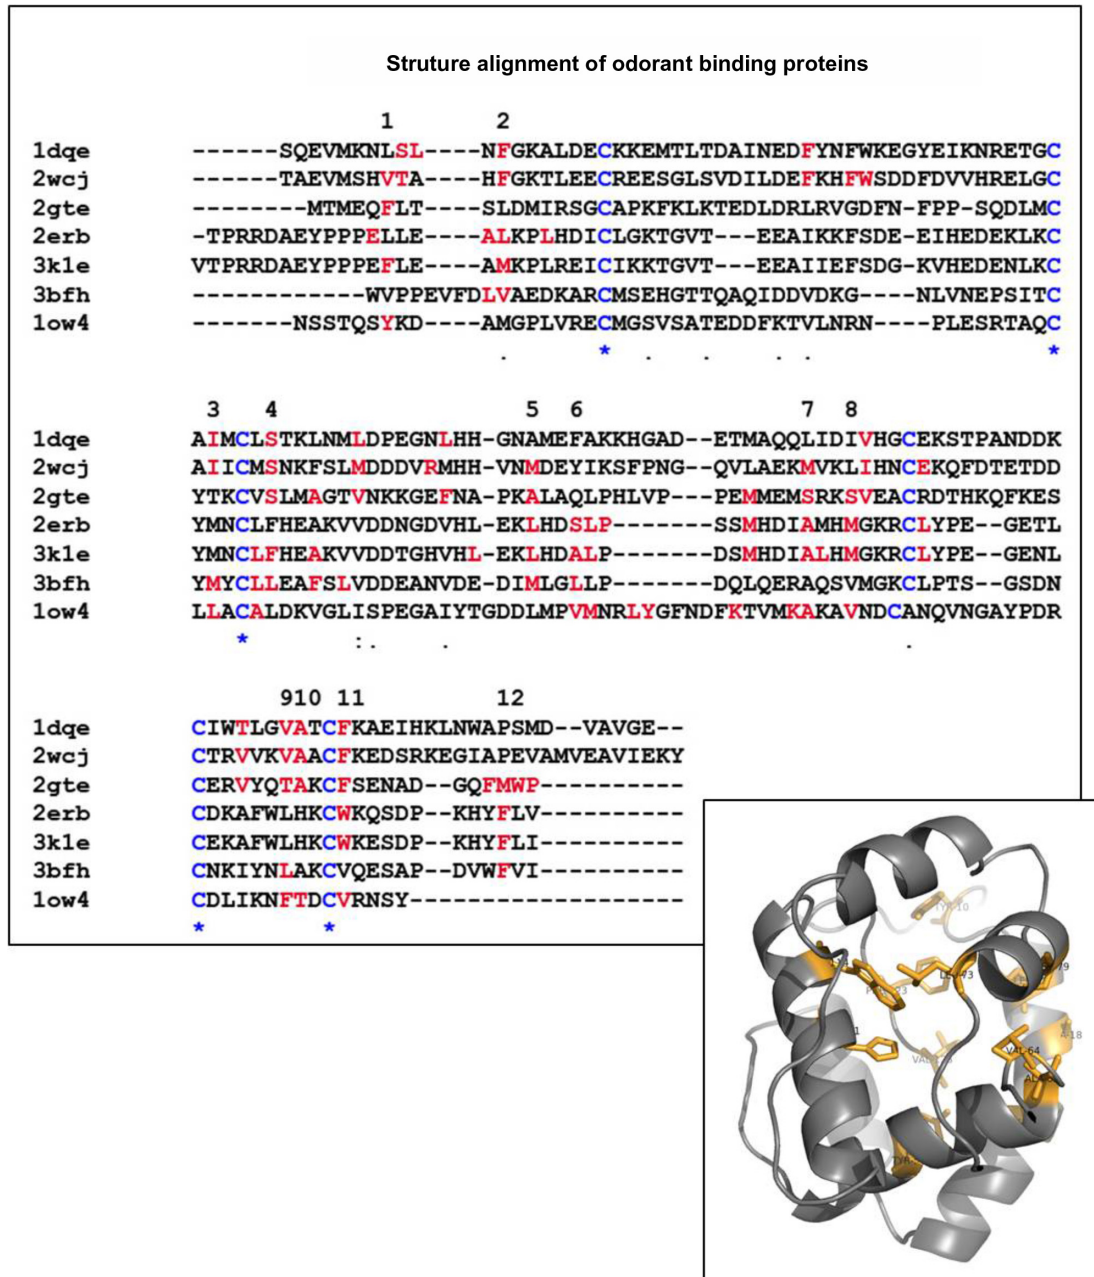 Struture alignment of odorant binding proteins
1 2
1dqe ------SQEVMKNLSL----NFGKALDECKKEMTLTDAINEDFYNFWKEGYEIKNRETGC
2wcj ------TAEVMSHVTA----HFGKTLEECREESGLSVDILDEFKHFWSDDFDVVHRELGC
2gte --------MTMEQFLT----SLDMIRSGCAPKFKLKTEDLDRLRVGDFN-FPP-SQDLMC
2erb -TPRRDAEYPPPELLE----ALKPLHDICLGKTGVT---EEAIKKFSDE-EIHEDEKLKC
3k1e VTPRRDAEYPPPEFLE----AMKPLREICIKKTGVT---EEAIIEFSDG-KVHEDENLKC
3bfh ------------WVPPEVFDLVAEDKARCMSEHGTTQAQIDDVDKG----NLVNEPSITC
1ow4 -------NSSTQSYKD----AMGPLVRECMGSVSATEDDFKTVLNRN----PLESRTAQC
. * . . . . *
3 4 5 6 7 8
1dqe AIMCLSTKLNMLDPEGNLHH-GNAMEFAKKHGAD--ETMAQQLIDIVHGCEKSTPANDDK
2wcj AIICMSNKFSLMDDDVRMHH-VNMDEYIKSFPNG--QVLAEKMVKLIHNCEKQFDTETDD
2gte YTKCVSLMAGTVNKKGEFNA-PKALAQLPHLVP---PEMMEMSRKSVEACRDTHKQFKES
2erb YMNCLFHEAKVVDDNGDVHL-EKLHDSLP-------SSMHDIAMHMGKRCLYPE--GETL
3k1e YMNCLFHEAKVVDDTGHVHL-EKLHDALP-------DSMHDIALHMGKRCLYPE--GENL
3bfh YMYCLLEAFSLVDDEANVDE-DIMLGLLP-------DQLQERAQSVMGKCLPTS--GSDN
1ow4 LLACALDKVGLISPEGAIYTGDDLMPVMNRLYGFNDFKTVMKAKAVNDCANQVNGAYPDR
* :. . .
910 11 12
1dqe CIWTLGVATCFKAEIHKLNWAPSMD--VAVGE--
2wcj CTRVVKVAACFKEDSRKEGIAPEVAMVEAVIEKY
2gte CERVYQTAKCFSENAD--GQFMWP----------
2erb CDKAFWLHKCWKQSDP--KHYFLV----------
3k1e CEKAFWLHKCWKESDP--KHYFLI----------
3bfh CNKIYNLAKCVQESAP--DVWFVI----------
1ow4 CDLIKNFTDCVRNSY-------------------
* *
VAL-64